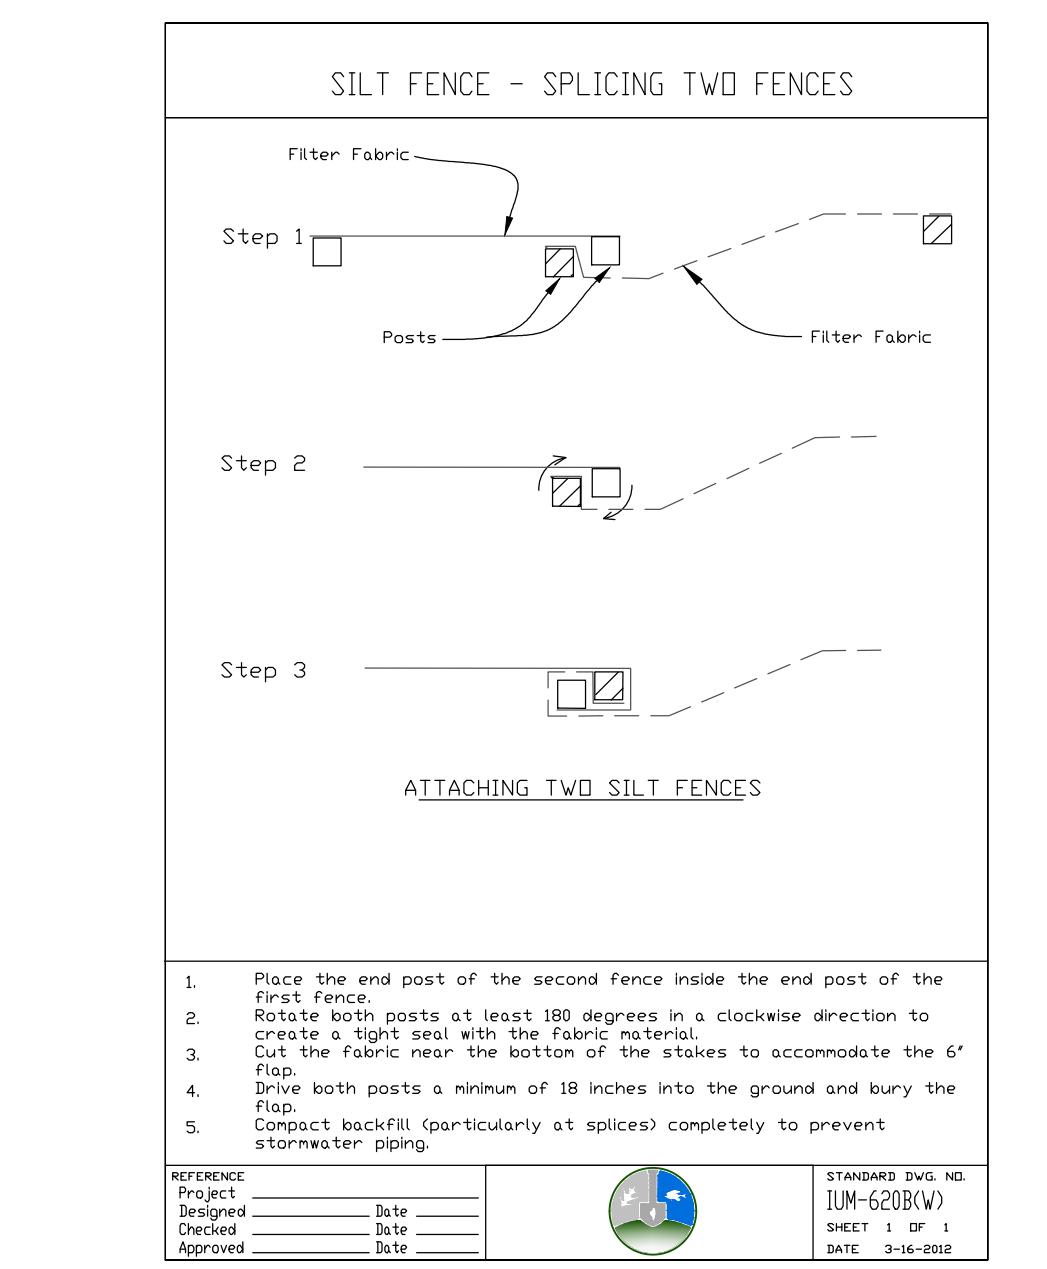 SILT FENCE - SPLICING TWO FENCES
Filter Fabric
Step 1
Posts
Filter Fabric
Step 2
Step 3
ATTACHING TWO SILT FENCES
1. Place the end post of the second fence inside the end post of the
first fence.
2. Rotate both posts at least 180 degrees in a clockwise direction to
create a tight seal with the fabric material.
3. Cut the fabric near the bottom of the stakes to accommodate the 6"
flap.
4. Drive both posts a minimum of 18 inches into the ground and bury the
flap.
5. Compact backfill (particularly at splices) completely to prevent
stormwater piping.
REFERENCE
Project
Designed Date
Checked Date
Approved Date
STANDARD DWG. NO.
IUM-620B(W)
SHEET 1 OF 1
DATE 3-16-2012